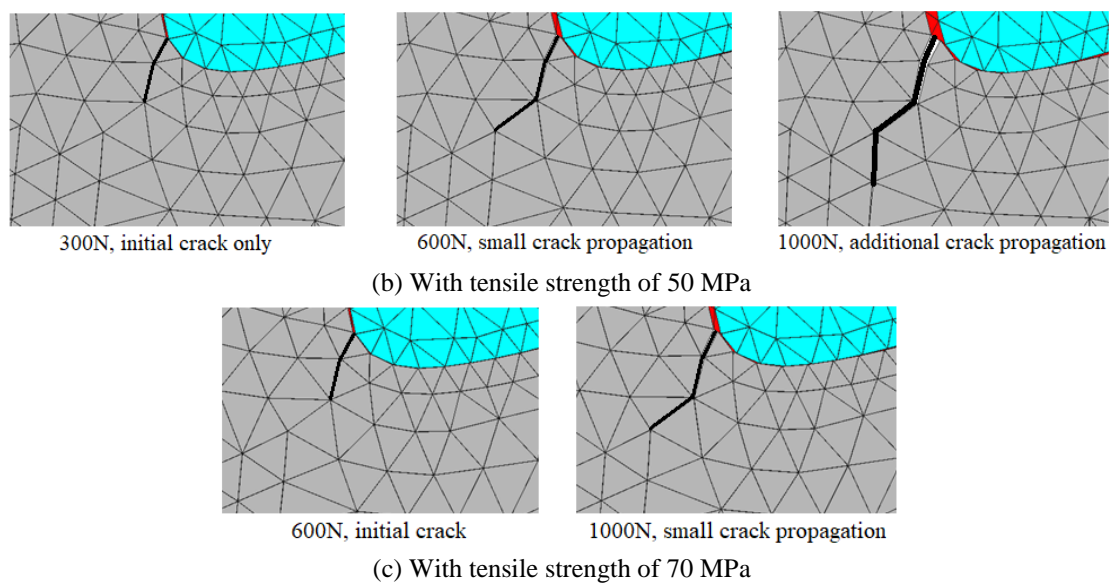 300N, initial crack only
600N, small crack propagation
1000N, additional crack propagation
(b) With tensile strength of 50 MPa
600N, initial crack
1000N, small crack propagation
(c) With tensile strength of 70 MPa